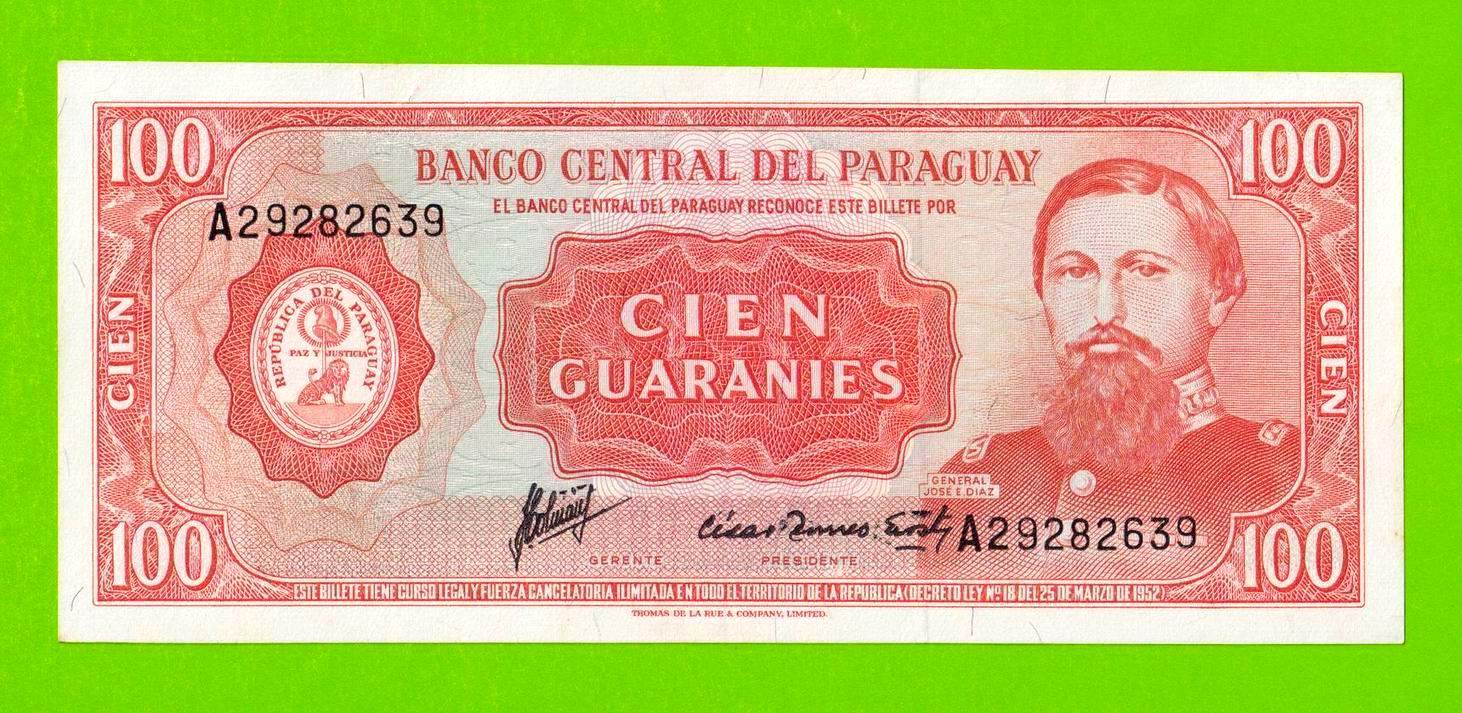 100
100
BANCO CENTRAL DEL PARAGUAY
EL BANCO CENTRAL DEL PARAGUAY RECONOCE ESTE BILLETE POR
A29282639
REPÚBLICA DEL PARAGUAY
PAZ Y JUSTICIA
CIEN
CIEN
GUARANIES
CIEN
GENERAL
JOSÉ E. DIAZ
A29282639
GERENTE
PRESIDENTE
100
100
ESTE BILLETE TIENE CURSO LEGAL Y FUERZA CANCELATORIA ILIMITADA EN TODO EL TERRITORIO DE LA REPUBLICA (DECRETO LEY Nº 18 DEL 25 DE MARZO DE 1952)
THOMAS DE LA RUE & COMPANY, LIMITED.